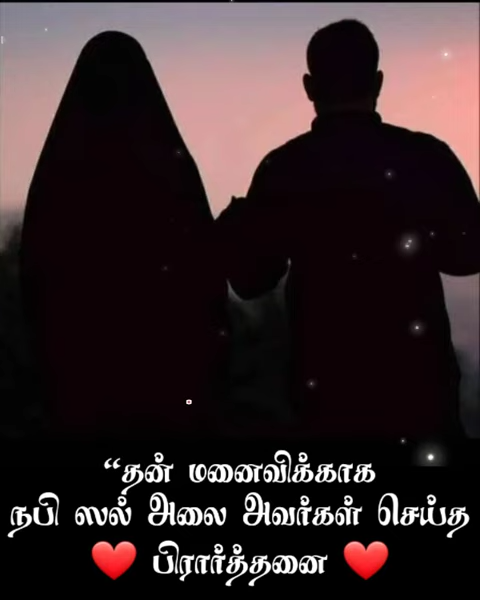 “தன் மனைவிக்காக
நபி ஸல் அலை அவர்கள் செய்த
❤️ பிரார்த்தனை ❤️